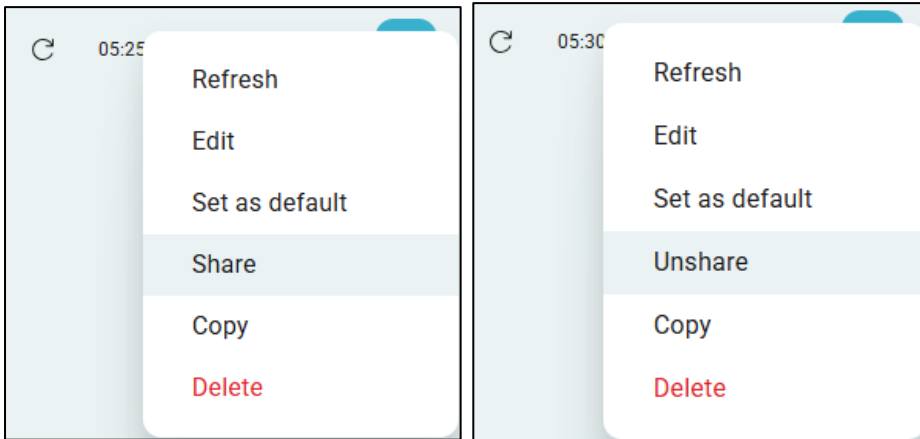 05:25
Refresh
Edit
Set as default
Share
Copy
Delete
05:30
Refresh
Edit
Set as default
Unshare
Copy
Delete